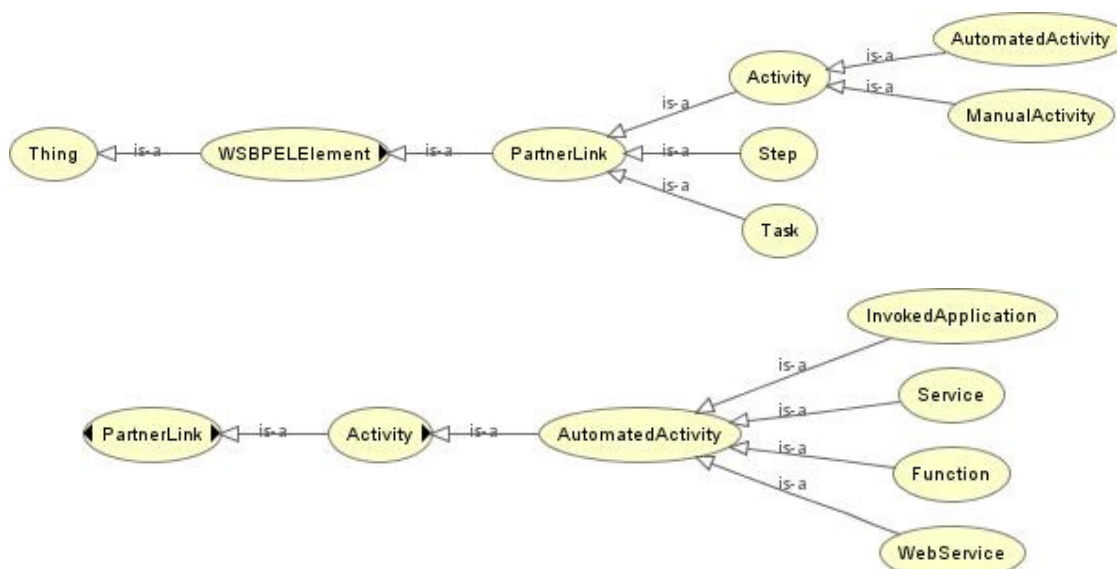 AutomatedActivity
is-a
Activity
is-a
ManualActivity
Thing
is-a
WSBPELElement
is-a
PartnerLink
is-a
Step
is-a
Task
InvokedApplication
is-a
Service
is-a
PartnerLink
is-a
Activity
is-a
AutomatedActivity
is-a
Function
is-a
WebService